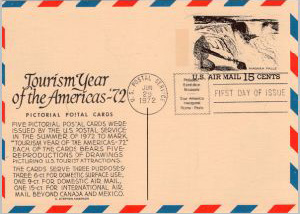 Tourism Year
of the Americas '72
PICTORIAL POSTAL CARDS
FIVE PICTORIAL POSTAL CARDS WERE
ISSUED BY THE U.S. POSTAL SERVICE
IN THE SUMMER OF 1972 TO MARK
"TOURISM YEAR OF THE AMERICAS '72"
EACH OF THE CARDS BEARS FIVE
RE-PRODUCTIONS OF DRAWINGS
PICTURING U.S. TOURIST ATTRACTIONS.
THE CARDS SERVE THREE PURPOSES:
THREE 6¢t FOR DOMESTIC SURFACE USE,
ONE 9¢t FOR DOMESTIC AIR MAIL,
ONE 15¢t FOR INTERNATIONAL AIR
MAIL BEYOND CANADA AND MEXICO.
U.S. POSTAL SERVICE
JUN
29
1972
NIAGARA FALLS
U.S. AIR MAIL 15 CENTS
FIRST DAY OF ISSUE